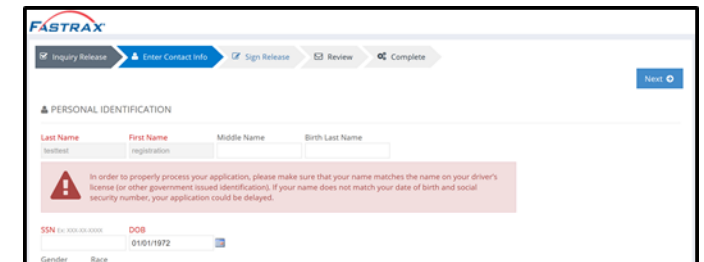 FASTRAX
Inquiry Release Enter Contact Info Sign Release Review Complete
Next
PERSONAL IDENTIFICATION
Last Name First Name Middle Name Birth Last Name
testtest registration
In order to properly process your application, please make sure that your name matches the name on your driver's
license (or other government issued identification). If your name does not match your date of birth and social
security number, your application could be delayed.
SSN Ex: XXX-XX-XXXX DOB
01/01/1972
Gender Race